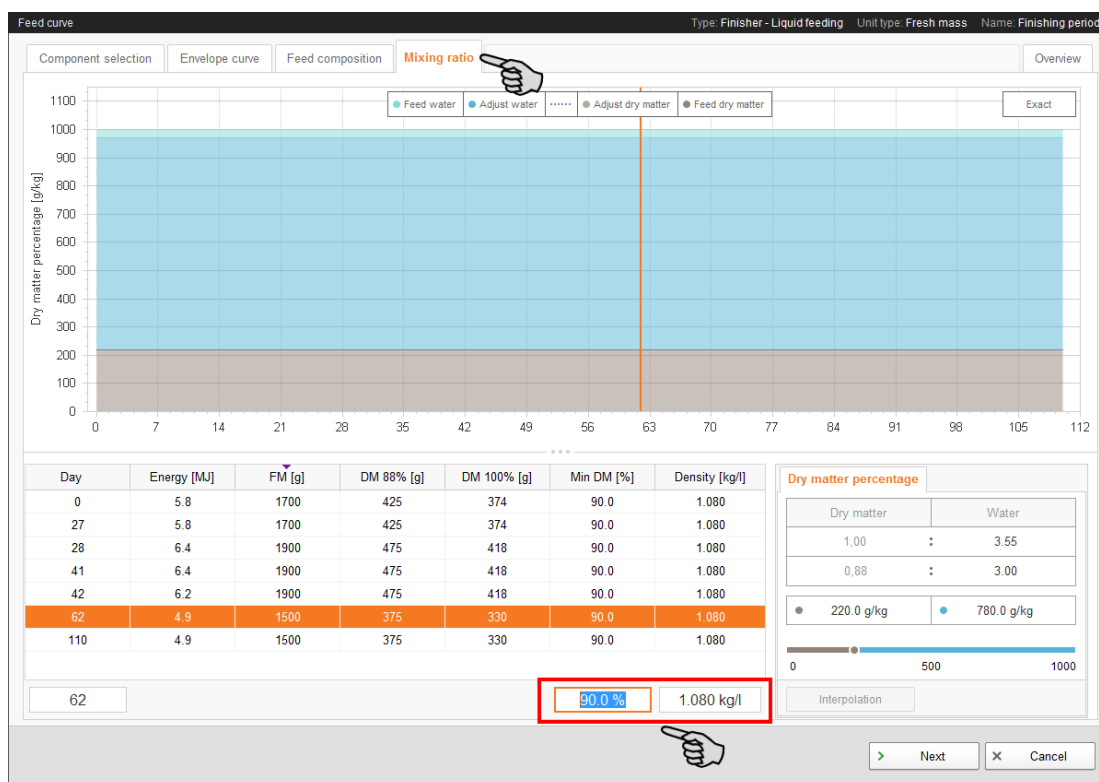 Feed curve Type: Finisher - Liquid feeding Unit type: Fresh mass Name: Finishing period
Component selection Envelope curve Feed composition Mixing ratio Overview
Feed water Adjust water Adjust dry matter Feed dry matter Exact
Dry matter percentage [g/kg]
1100
1000
900
800
700
600
500
400
300
200
100
0
0 7 14 21 28 35 42 49 56 63 70 77 84 91 98 105 112
Day Energy [MJ] FM [g] DM 88% [g] DM 100% [g] Min DM [%] Density [kg/l]
0 5.8 1700 425 374 90.0 1.080
27 5.8 1700 425 374 90.0 1.080
28 6.4 1900 475 418 90.0 1.080
41 6.4 1900 475 418 90.0 1.080
42 6.2 1900 475 418 90.0 1.080
62 4.9 1500 375 330 90.0 1.080
110 4.9 1500 375 330 90.0 1.080
62 90.0 % 1.080 kg/l
Dry matter percentage
Dry matter Water
1,00 : 3.55
0,88 : 3.00
220.0 g/kg 780.0 g/kg
0 500 1000
Interpolation
Next Cancel